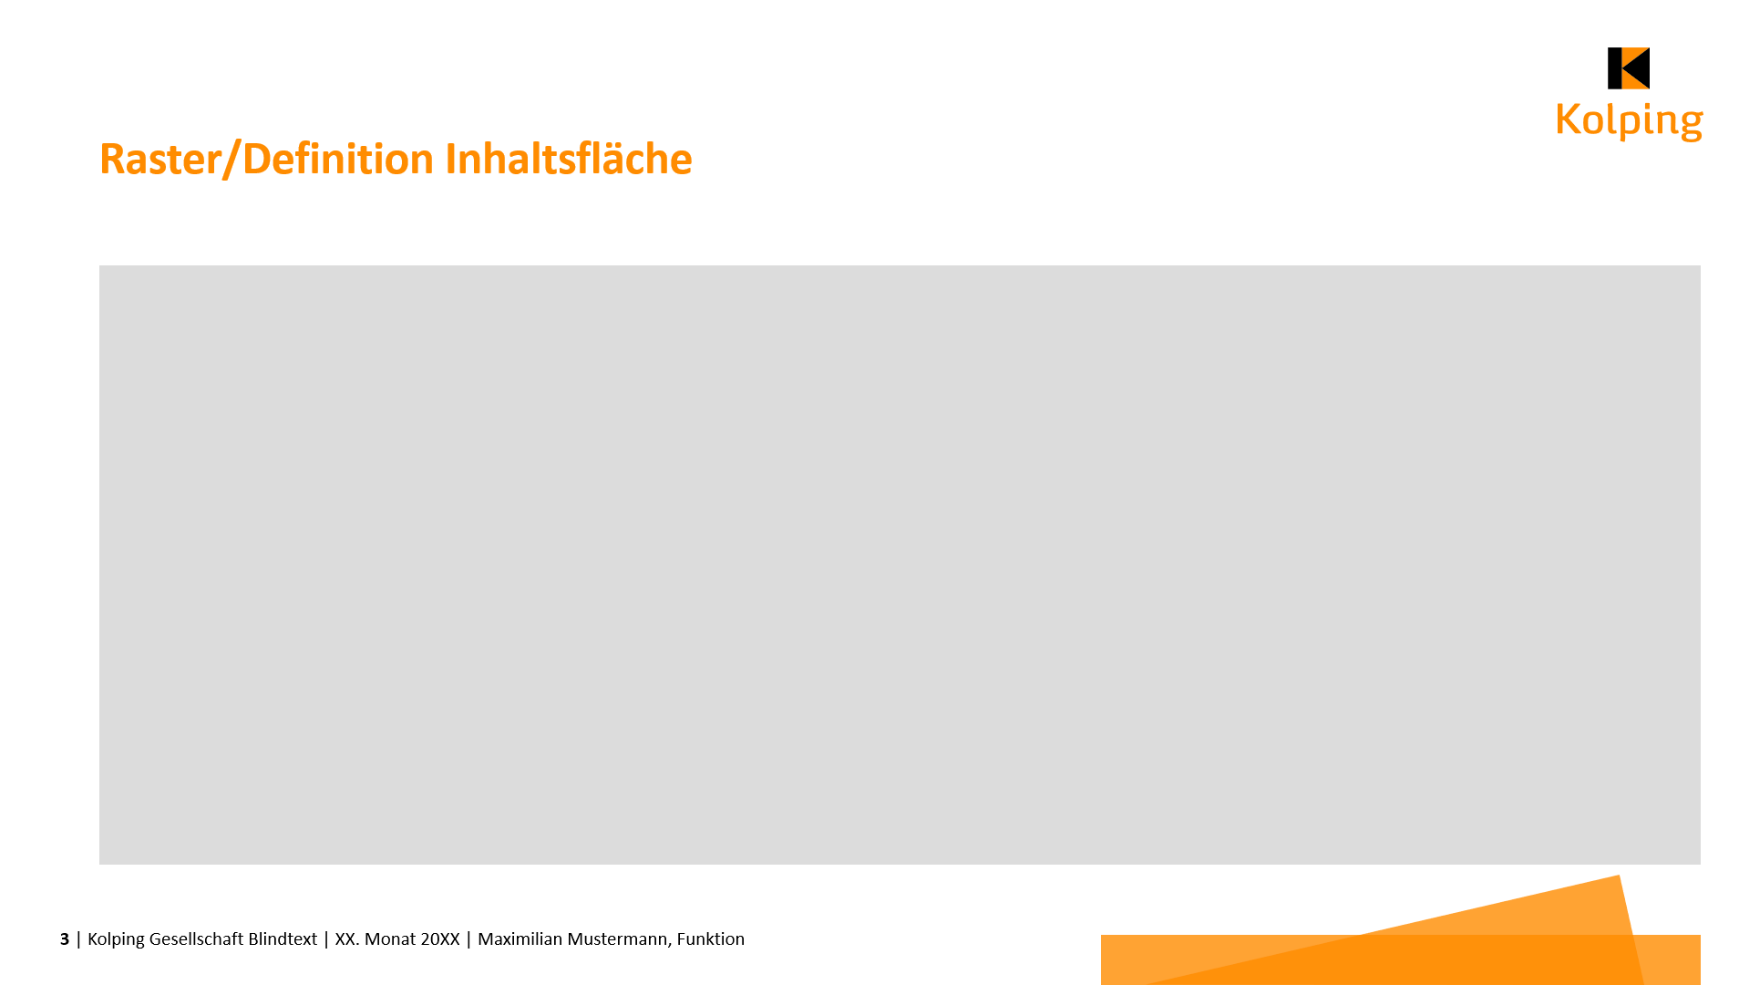 Kolping
Raster/Definition Inhaltsfläche
3 | Kolping Gesellschaft Blindtext | XX. Monat 20XX | Maximilian Mustermann, Funktion